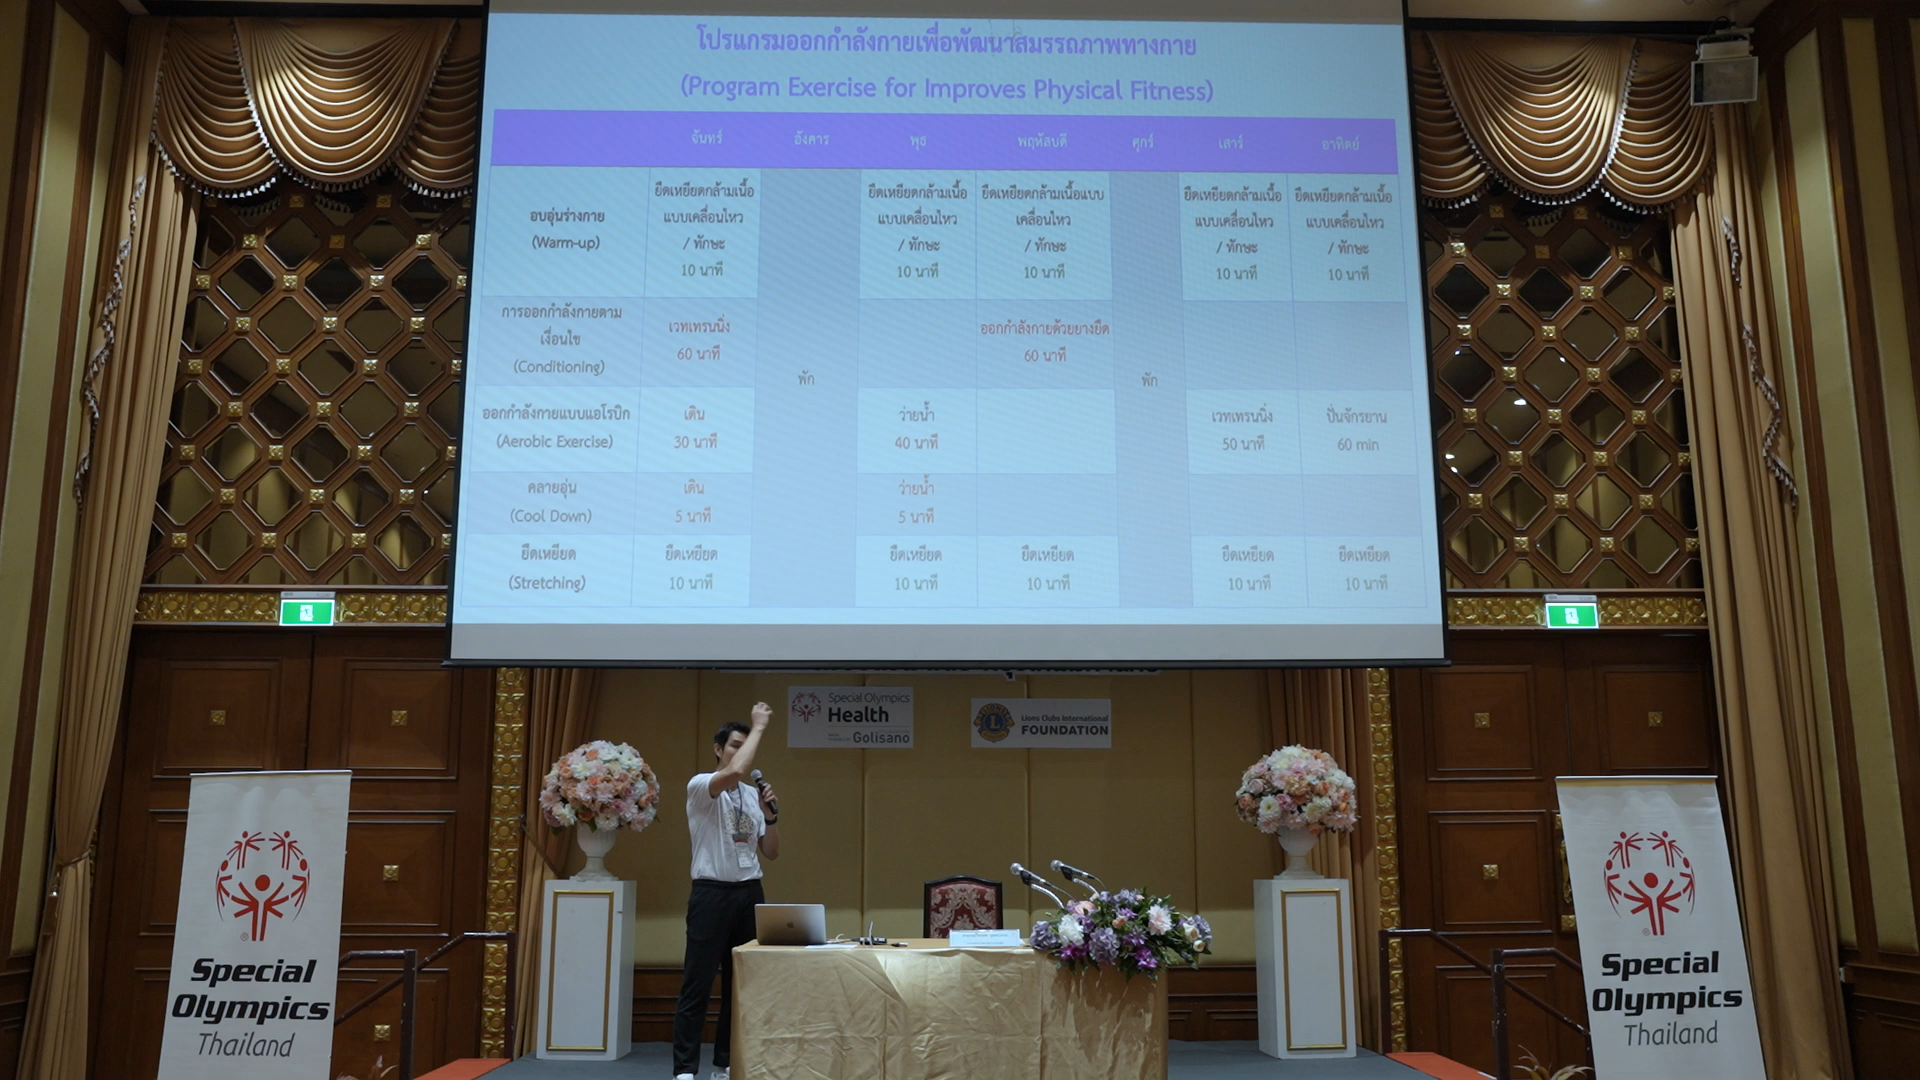 โปรแกรมออกกำลังกายเพื่อพัฒนาสมรรถภาพทางกาย
(Program Exercise for Improves Physical Fitness)
จันทร์ อังคาร พุธ พฤหัสบดี ศุกร์ เสาร์ อาทิตย์
อบอุ่นร่างกาย
(Warm-up)
ยืดเหยียดกล้ามเนื้อ
แบบเคลื่อนไหว
/ ทักษะ
10 นาที
ยืดเหยียดกล้ามเนื้อ
แบบเคลื่อนไหว
/ ทักษะ
10 นาที
ยืดเหยียดกล้ามเนื้อแบบ
เคลื่อนไหว
/ ทักษะ
10 นาที
ยืดเหยียดกล้ามเนื้อ
แบบเคลื่อนไหว
/ ทักษะ
10 นาที
ยืดเหยียดกล้ามเนื้อ
แบบเคลื่อนไหว
/ ทักษะ
10 นาที
การออกกำลังกายตาม
เงื่อนไข
(Conditioning)
เวทเทรนนิ่ง
60 นาที
พัก
ออกกำลังกายด้วยยางยืด
60 นาที
พัก
ออกกำลังกายแบบแอโรบิก
(Aerobic Exercise)
เดิน
30 นาที
ว่ายน้ำ
40 นาที
เวทเทรนนิ่ง
50 นาที
ปั่นจักรยาน
60 min
คลายอุ่น
(Cool Down)
เดิน
5 นาที
ว่ายน้ำ
5 นาที
ยืดเหยียด
(Stretching)
ยืดเหยียด
10 นาที
ยืดเหยียด
10 นาที
ยืดเหยียด
10 นาที
ยืดเหยียด
10 นาที
ยืดเหยียด
10 นาที
Special Olympics
Health
Golisano
Lions Clubs International
FOUNDATION
Special
Olympics
Thailand
Special
Olympics
Thailand